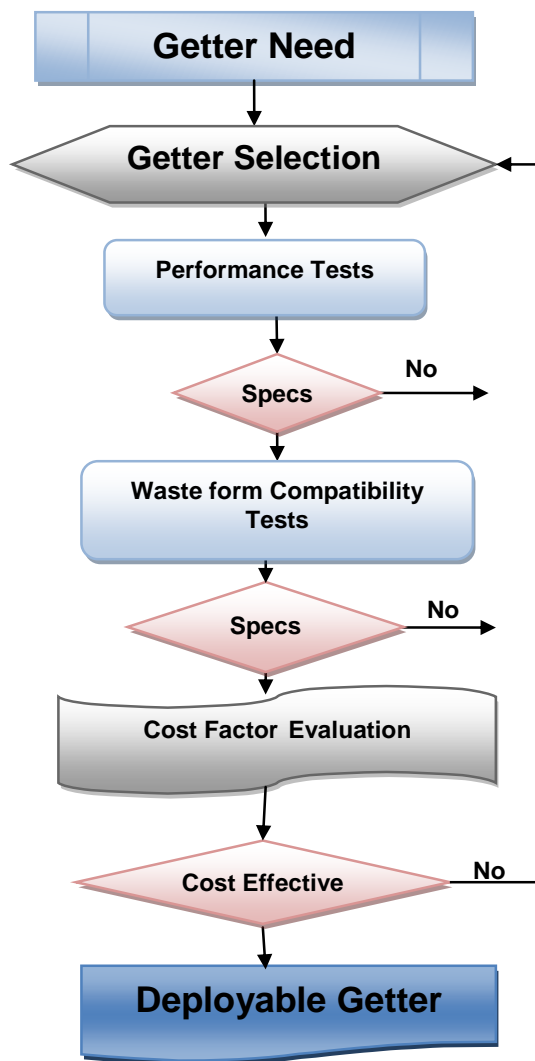 Getter Need
Getter Selection
Performance Tests
No
Specs
Waste form Compatibility
Tests
No
Specs
Cost Factor Evaluation
No
Cost Effective
Deployable Getter